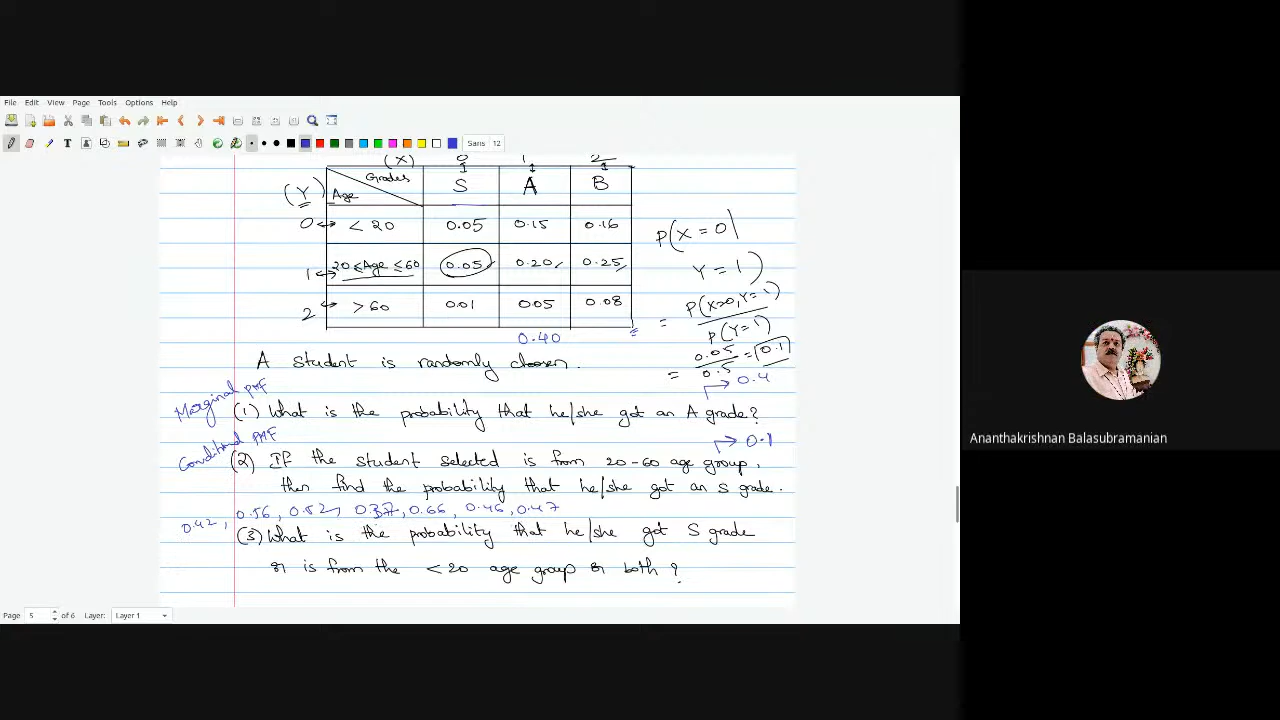 File Edit View Page Tools Options Help
Sans 12
(X) 0 1 2
(Y) Age Grades S A B
0 ↔ < 20 0.05 0.15 0.16
1 ↔ 20 ≤ Age ≤ 60 0.05 0.20 0.25
2 ↔ > 60 0.01 0.05 0.08
0.40
P(X = 0|
Y = 1)
= P(X=0, Y=1)
P(Y=1)
= 0.05 = 0.1
0.5
A student is randomly chosen.
→ 0.4
Marginal PMF
(1) What is the probability that he/she got an A grade?
→ 0.1
Conditional PMF
(2) If the student selected is from 20-60 age group,
then find the probability that he/she got an S grade.
0.42, 0.56, 0.52, 0.37, 0.66, 0.46, 0.47
(3) What is the probability that he/she got S grade
or is from the < 20 age group or both?
Page 5 of 6 Layer: Layer 1
Ananthakrishnan Balasubramanian